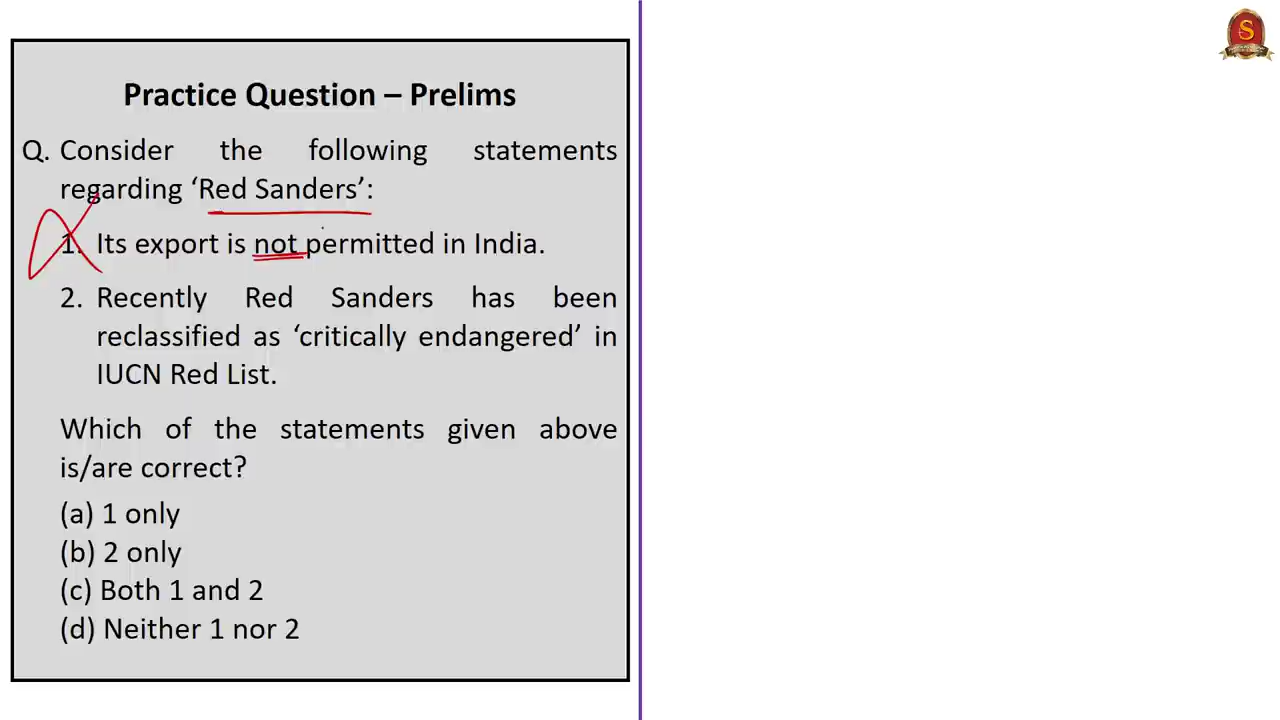 Practice Question – Prelims
Q. Consider the following statements
regarding ‘Red Sanders’:
1. Its export is not permitted in India.
2. Recently Red Sanders has been
reclassified as ‘critically endangered’ in
IUCN Red List.
Which of the statements given above
is/are correct?
(a) 1 only
(b) 2 only
(c) Both 1 and 2
(d) Neither 1 nor 2
S